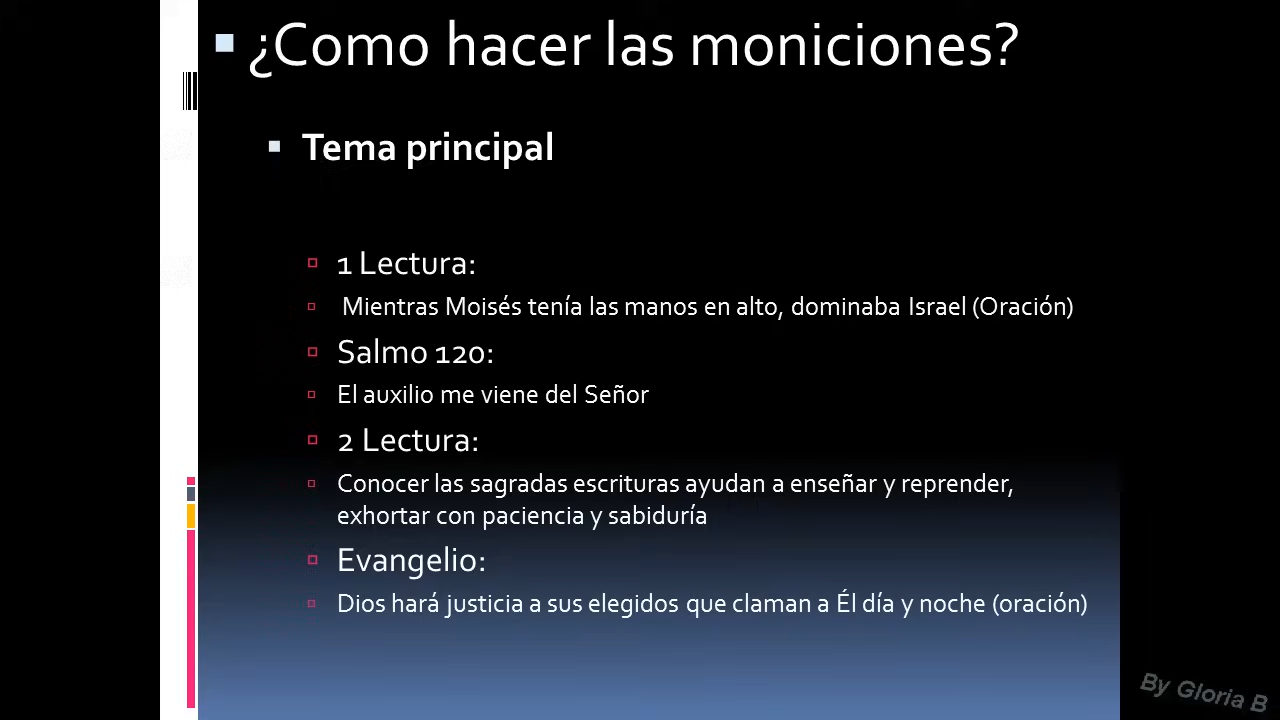 ¿Como hacer las moniciones?
Tema principal
1 Lectura:
Mientras Moisés tenía las manos en alto, dominaba Israel (Oración)
Salmo 120:
El auxilio me viene del Señor
2 Lectura:
Conocer las sagradas escrituras ayudan a enseñar y reprender,
exhortar con paciencia y sabiduría
Evangelio:
Dios hará justicia a sus elegidos que claman a Él día y noche (oración)
By Gloria B